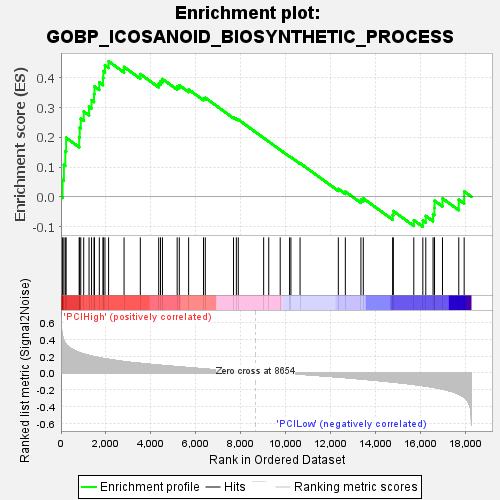 Enrichment plot:
GOBP_ICOSANOID_BIOSYNTHETIC_PROCESS
Enrichment score (ES)
0.4
0.3
0.2
0.1
0.0
-0.1
'PCIHigh' (positively correlated)
Ranked list metric (Signal2Noise)
0.6
0.4
0.2
0.0
-0.2
-0.4
-0.6
Zero cross at 8654
'PCILow' (negatively correlated)
0
2,000
4,000
6,000
8,000
10,000
12,000
14,000
16,000
18,000
Rank in Ordered Dataset
Enrichment profile
Hits
Ranking metric scores